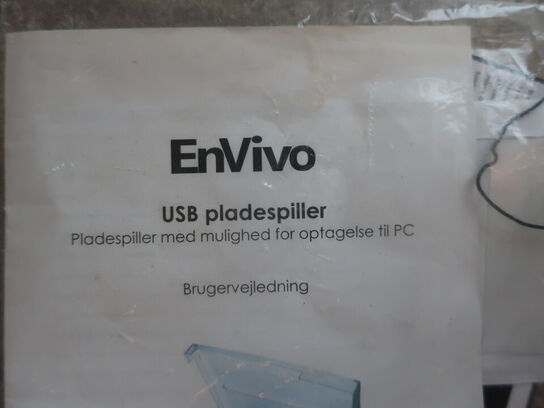 EnVivo
USB pladespiller
Pladespiller med mulighed for optagelse til PC
Brugervejledning